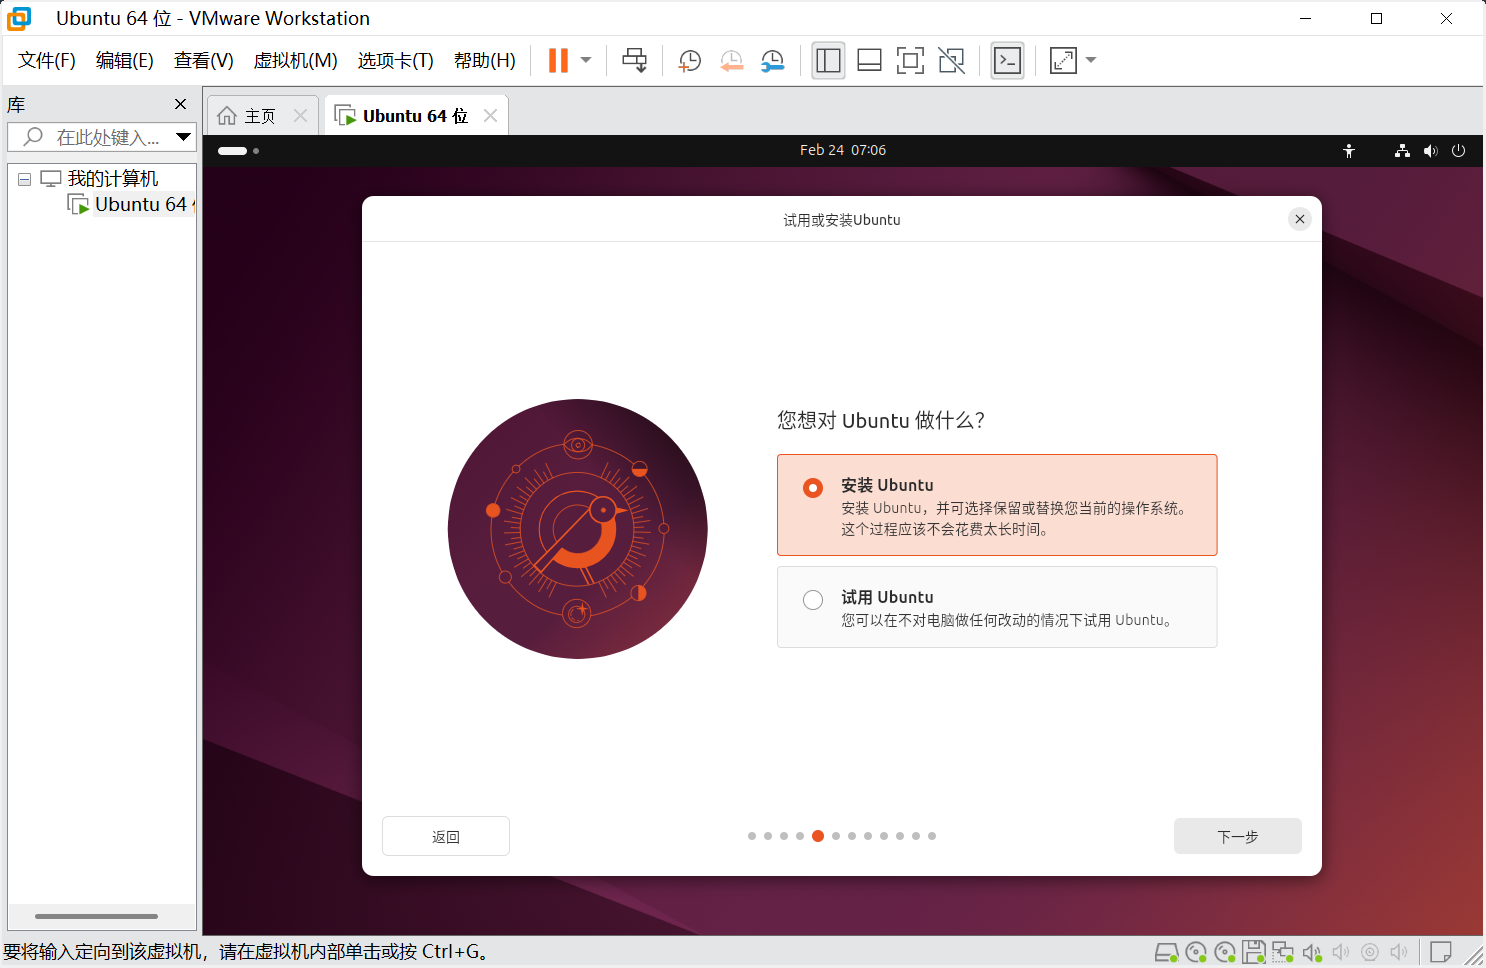 Ubuntu 64 位 - VMware Workstation
文件(F) 编辑(E) 查看(V) 虚拟机(M) 选项卡(T) 帮助(H)
库
主页
Ubuntu 64 位
在此处键入...
Feb 24 07:06
我的计算机
Ubuntu 64
试用或安装Ubuntu
您想对 Ubuntu 做什么?
安装 Ubuntu
安装 Ubuntu，并可选择保留或替换您当前的操作系统。
这个过程应该不会花费太长时间。
试用 Ubuntu
您可以在不对电脑做任何改动的情况下试用 Ubuntu。
返回
下一步
要将输入定向到该虚拟机，请在虚拟机内部单击或按 Ctrl+G。